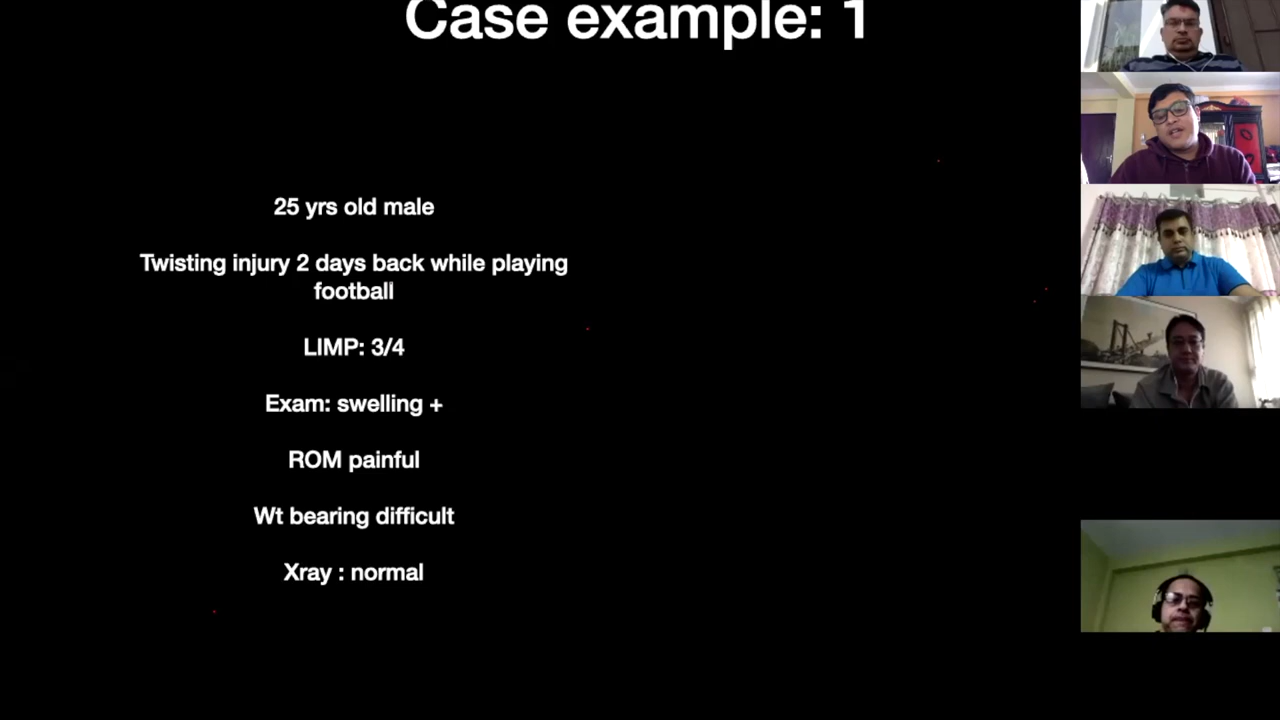 Case example: 1
25 yrs old male
Twisting injury 2 days back while playing
football
LIMP: 3/4
Exam: swelling +
ROM painful
Wt bearing difficult
Xray : normal